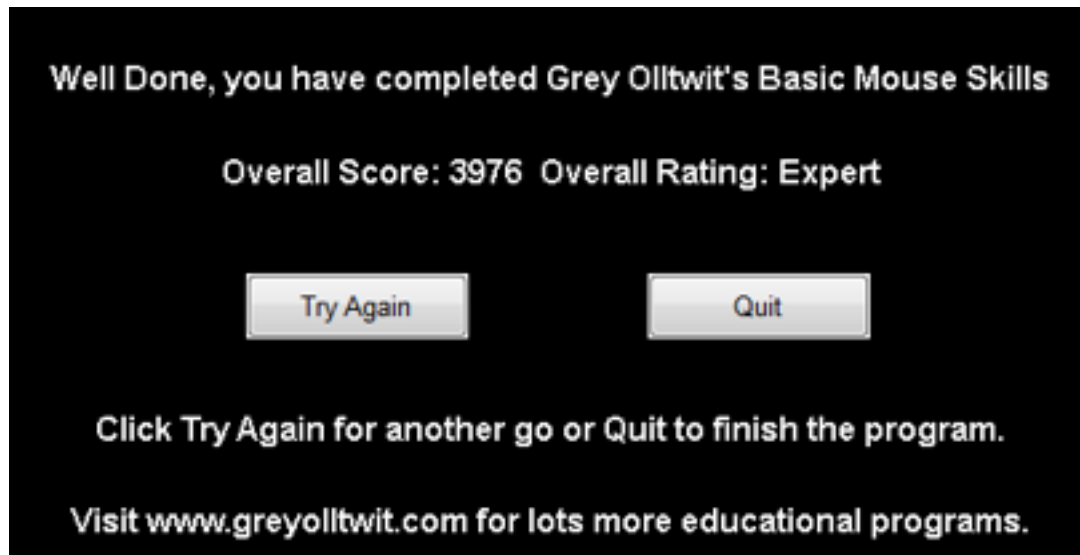 Well Done, you have completed Grey Olltwit's Basic Mouse Skills
Overall Score: 3976 Overall Rating: Expert
Try Again Quit
Click Try Again for another go or Quit to finish the program.
Visit www.greyolltwit.com for lots more educational programs.